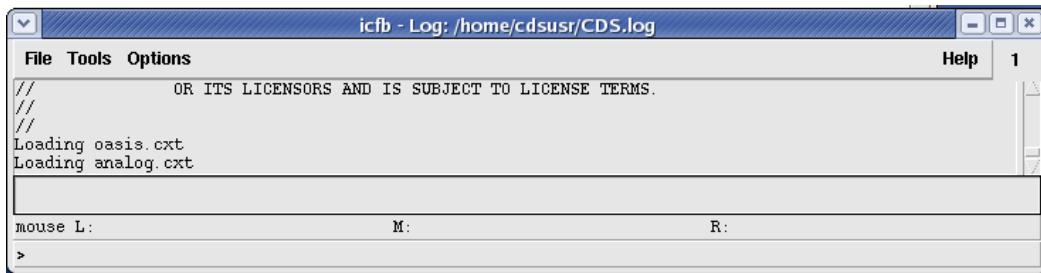 icfb - Log: /home/cdsusr/CDS.log
File Tools Options Help 1
// OR ITS LICENSORS AND IS SUBJECT TO LICENSE TERMS.
//
//
Loading oasis.cxt
Loading analog.cxt
mouse L: M: R:
>